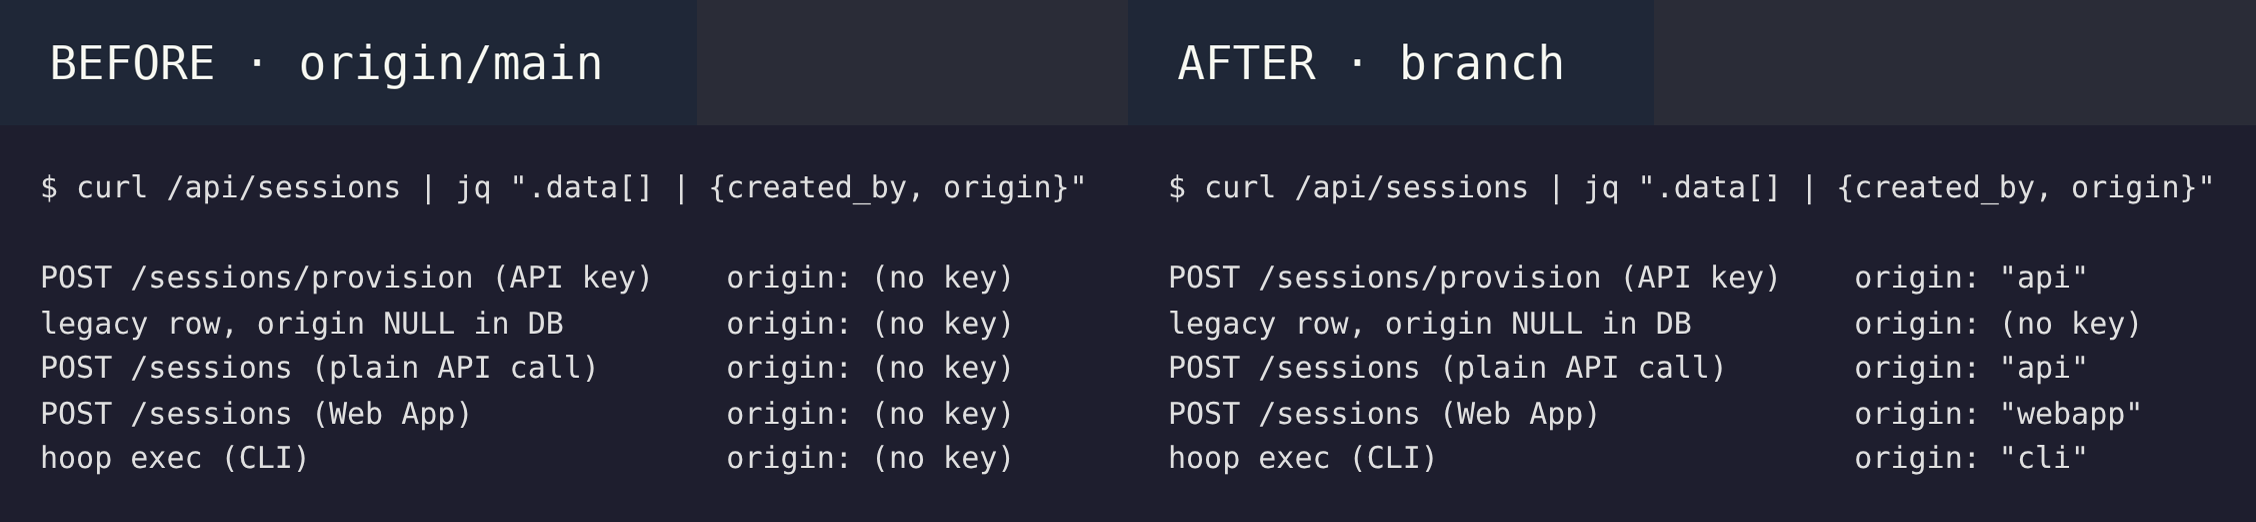 BEFORE · origin/main
$ curl /api/sessions | jq ".data[] | {created_by, origin}"
POST /sessions/provision (API key)    origin: (no key)
legacy row, origin NULL in DB         origin: (no key)
POST /sessions (plain API call)       origin: (no key)
POST /sessions (Web App)              origin: (no key)
hoop exec (CLI)                       origin: (no key)
AFTER · branch
$ curl /api/sessions | jq ".data[] | {created_by, origin}"
POST /sessions/provision (API key)    origin: "api"
legacy row, origin NULL in DB         origin: (no key)
POST /sessions (plain API call)       origin: "api"
POST /sessions (Web App)              origin: "webapp"
hoop exec (CLI)                       origin: "cli"